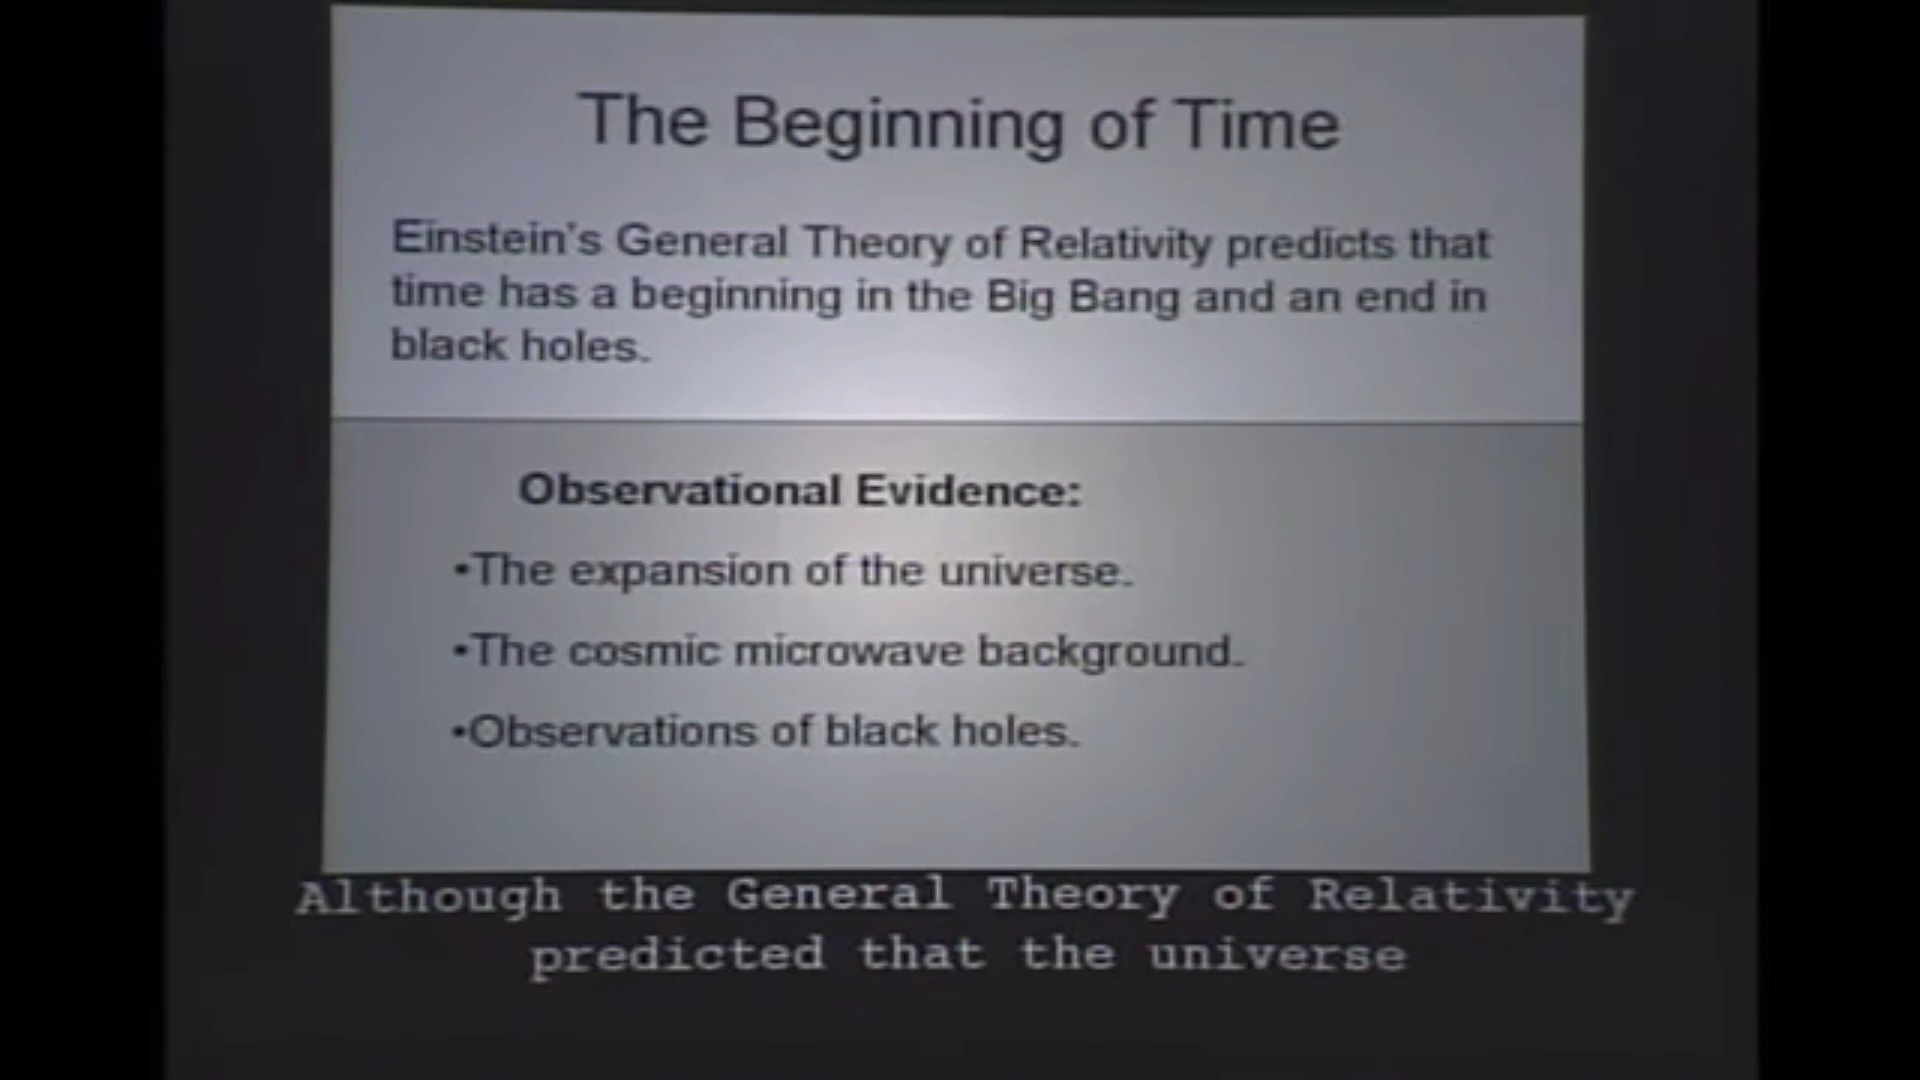 The Beginning of Time
Einstein's General Theory of Relativity predicts that
time has a beginning in the Big Bang and an end in
black holes.
Observational Evidence:
•The expansion of the universe.
•The cosmic microwave background.
•Observations of black holes.
Although the General Theory of Relativity
predicted that the universe